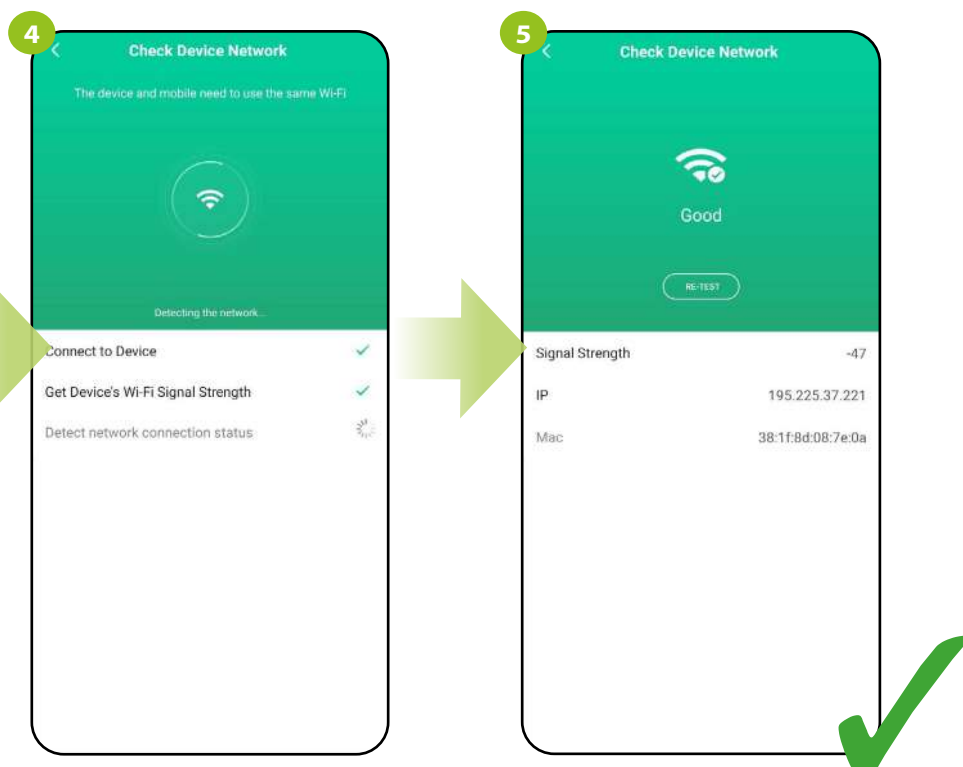 4
Check Device Network
The device and mobile need to use the same Wi-Fi
Detecting the network...
Connect to Device
Get Device's Wi-Fi Signal Strength
Detect network connection status
5
Check Device Network
Good
RE-TEST
Signal Strength -47
IP 195.225.37.221
Mac 38:1f:8d:08:7e:0a